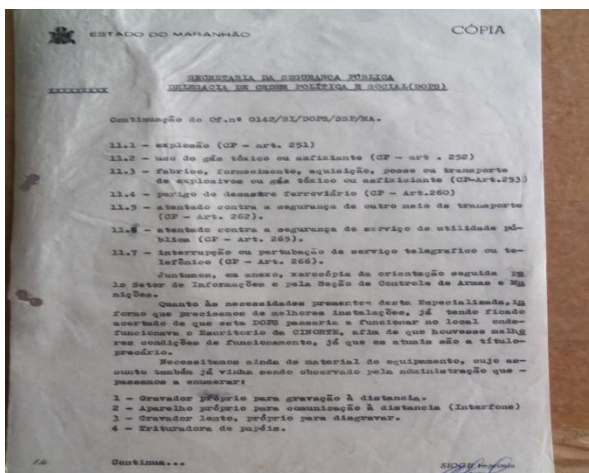 ESTADO DO MARANHÃO
CÓPIA
SECRETARIA DA SEGURANÇA PÚBLICA
DELEGACIA DE ORDEM POLÍTICA E SOCIAL(DOPS)
xxxxxxxxx
Continuação do Of.nº 0142/SI/DOPS/SSP/MA.
11.1 - explosão (CP - art. 251)
11.2 - uso de gás tóxico ou asfixiante (CP - art . 252)
11.3 - fabrico, fornecimento, aquisição, posse ou transporte
de explosivos ou gás tóxico ou asfixiante (CP-Art.253)
11.4 - perigo de desastre ferroviário (CP - Art.260)
11.5 - atentado contra a segurança de outro meio de transporte
(CP - Art. 262).
11.6 - atentado contra a segurança de serviço de utilidade pú-
blica (CP - Art. 265).
11.7 - interrupção ou pertubação de serviço telegrafico ou te-
lefônico (CP - Art. 266).
Juntamos, em anexo, xerocópia da orientação seguida pe
lo Setor de Informações e pela Seção de Controle de Armas e Mu
nições.
Quanto às necessidades prementes desta Especializada,in
formo que precisamos de melhores instalações, já tendo ficado
acertado de que esta DOPS passaria a funcionar no local onde-
funcionava o Escritorio da CINORTE, afim de que houvesse melho
res condições de funcionamento, já que os atuais são a título-
precário.
Necessitamos ainda de material de equipamento, cujo as-
sunto também já vinha sendo observado pela administração que -
passamos a enumerar:
1 - Gravador próprio para gravação à distancia.
2 - Aparelho próprio para comunicação à distancia (Interfone)
3 - Gravador lento, próprio para diagravar.
4 - Trituradora de papéis.
Continua...
SIOGE